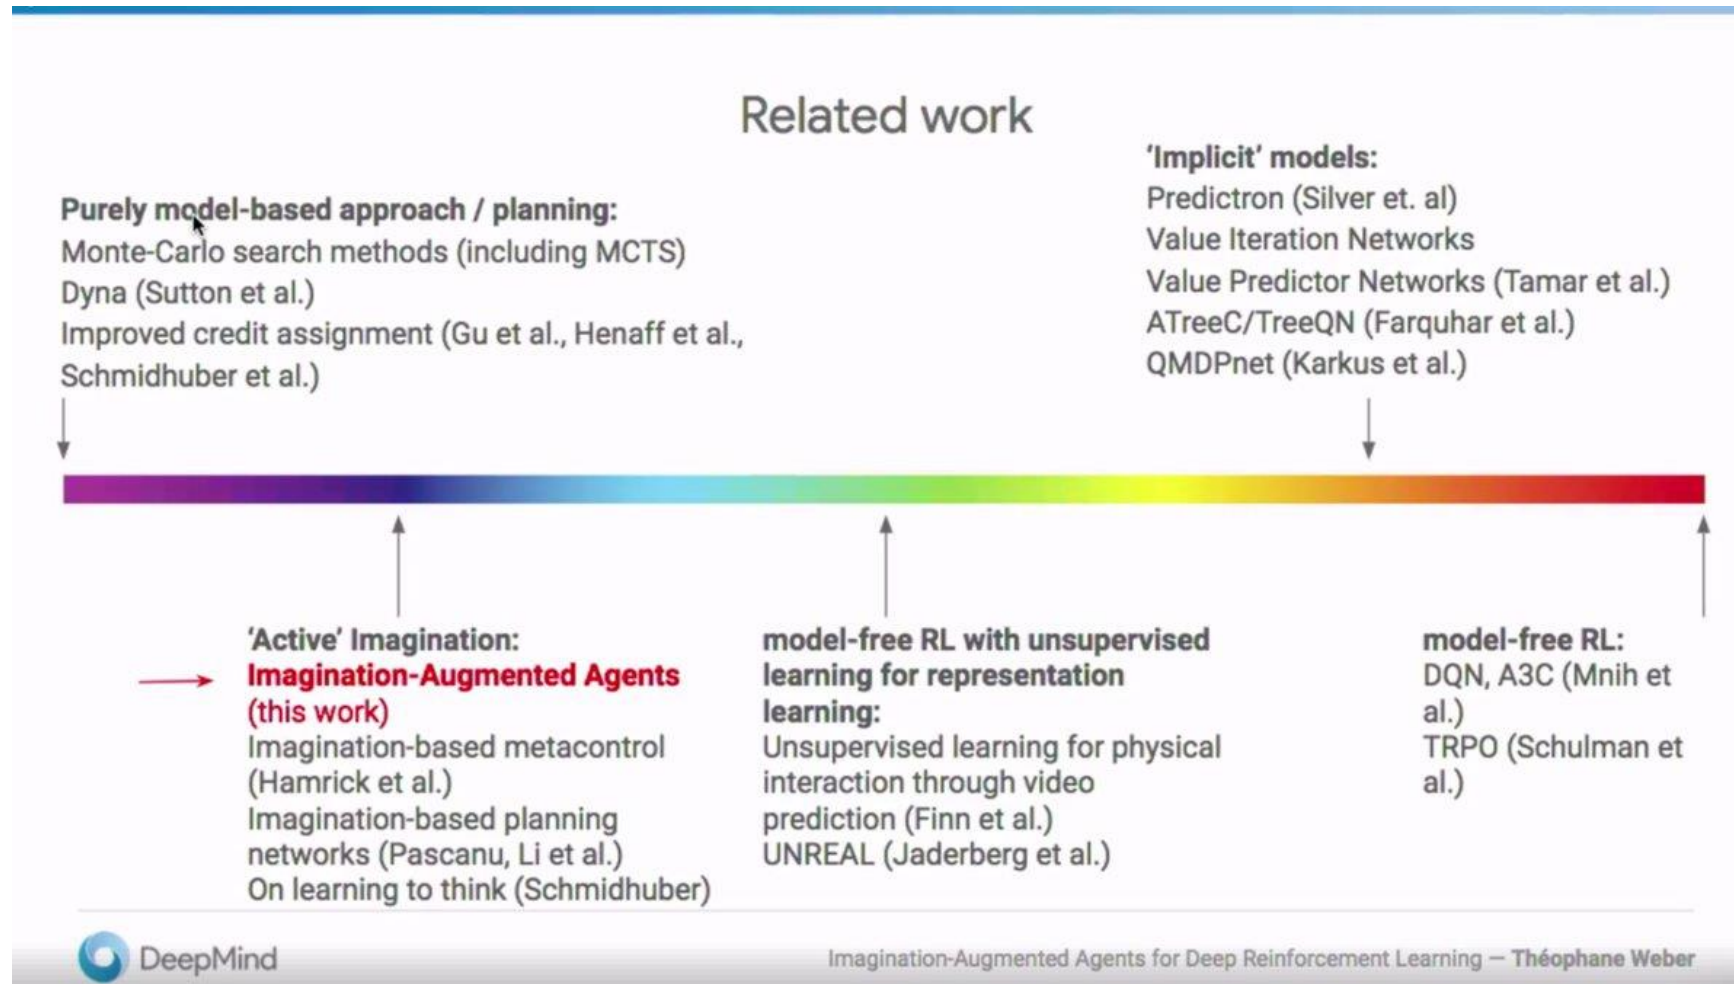 Related work
Purely model-based approach / planning:
Monte-Carlo search methods (including MCTS)
Dyna (Sutton et al.)
Improved credit assignment (Gu et al., Henaff et al.,
Schmidhuber et al.)
‘Implicit’ models:
Predictron (Silver et. al)
Value Iteration Networks
Value Predictor Networks (Tamar et al.)
ATreeC/TreeQN (Farquhar et al.)
QMDPnet (Karkus et al.)
‘Active’ Imagination:
Imagination-Augmented Agents
(this work)
Imagination-based metacontrol
(Hamrick et al.)
Imagination-based planning
networks (Pascanu, Li et al.)
On learning to think (Schmidhuber)
model-free RL with unsupervised
learning for representation
learning:
Unsupervised learning for physical
interaction through video
prediction (Finn et al.)
UNREAL (Jaderberg et al.)
model-free RL:
DQN, A3C (Mnih et
al.)
TRPO (Schulman et
al.)
DeepMind
Imagination-Augmented Agents for Deep Reinforcement Learning — Théophane Weber